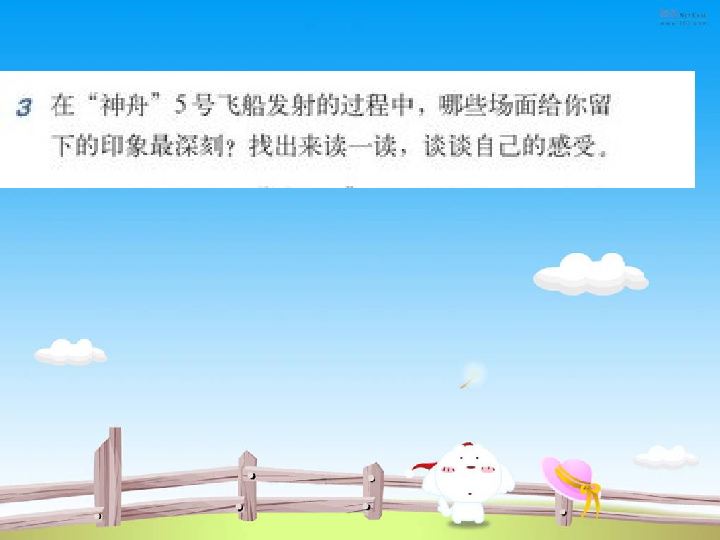 3 在“神舟”5号飞船发射的过程中，哪些场面给你留
下的印象最深刻？找出来读一读，谈谈自己的感受。